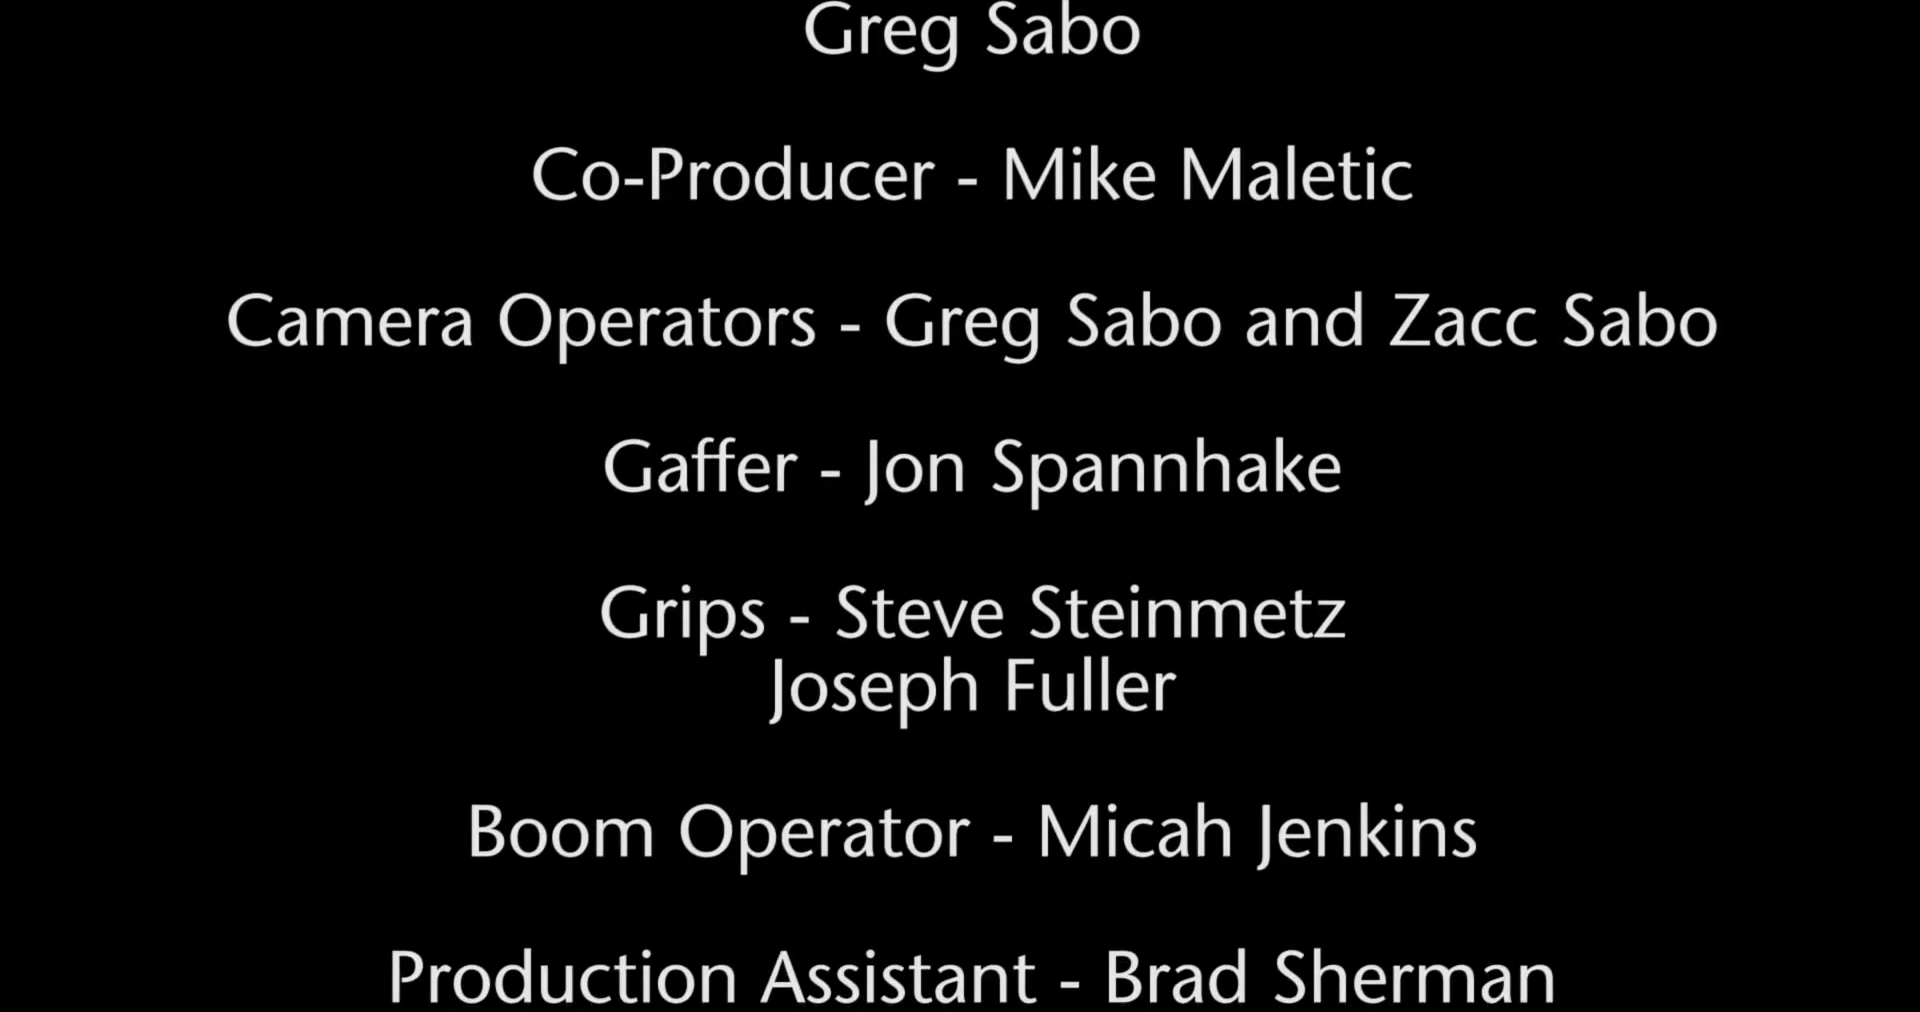 Greg Sabo
Co-Producer - Mike Maletic
Camera Operators - Greg Sabo and Zacc Sabo
Gaffer - Jon Spannhake
Grips - Steve Steinmetz
Joseph Fuller
Boom Operator - Micah Jenkins
Production Assistant - Brad Sherman